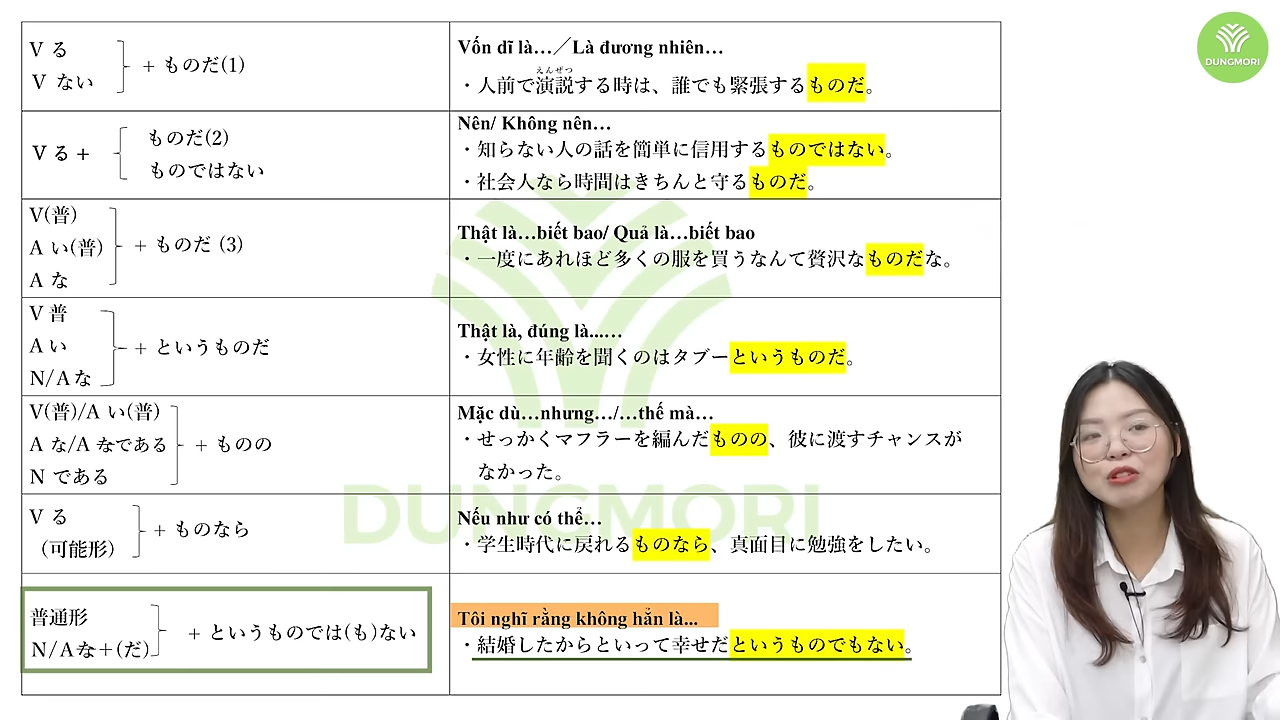 V る
V ない
+ ものだ(1)
Vốn dĩ là…／Là đương nhiên…
えんぜつ
・人前で演説する時は、誰でも緊張するものだ。
V る +
ものだ(2)
ものではない
Nên/ Không nên…
・知らない人の話を簡単に信用するものではない。
・社会人なら時間はきちんと守るものだ。
V(普)
A い(普)
A な
+ ものだ (3)
Thật là…biết bao/ Quả là…biết bao
・一度にあれほど多くの服を買うなんて贅沢なものだな。
V 普
A い
N/A な
+ というものだ
Thật là, đúng là...…
・女性に年齢を聞くのはタブーというものだ。
V(普)/A い(普)
A な/A なである
N である
+ ものの
Mặc dù…nhưng…/…thế mà…
・せっかくマフラーを編んだものの、彼に渡すチャンスが
なかった。
V る
（可能形）
+ ものなら
Nếu như có thể…
・学生時代に戻れるものなら、真面目に勉強をしたい。
普通形
N/Aな＋(だ)
+ というものでは(も)ない
Tôi nghĩ rằng không hẳn là...
・結婚したからといって幸せだというものでもない。
DUNGMORI
DUNGMORI